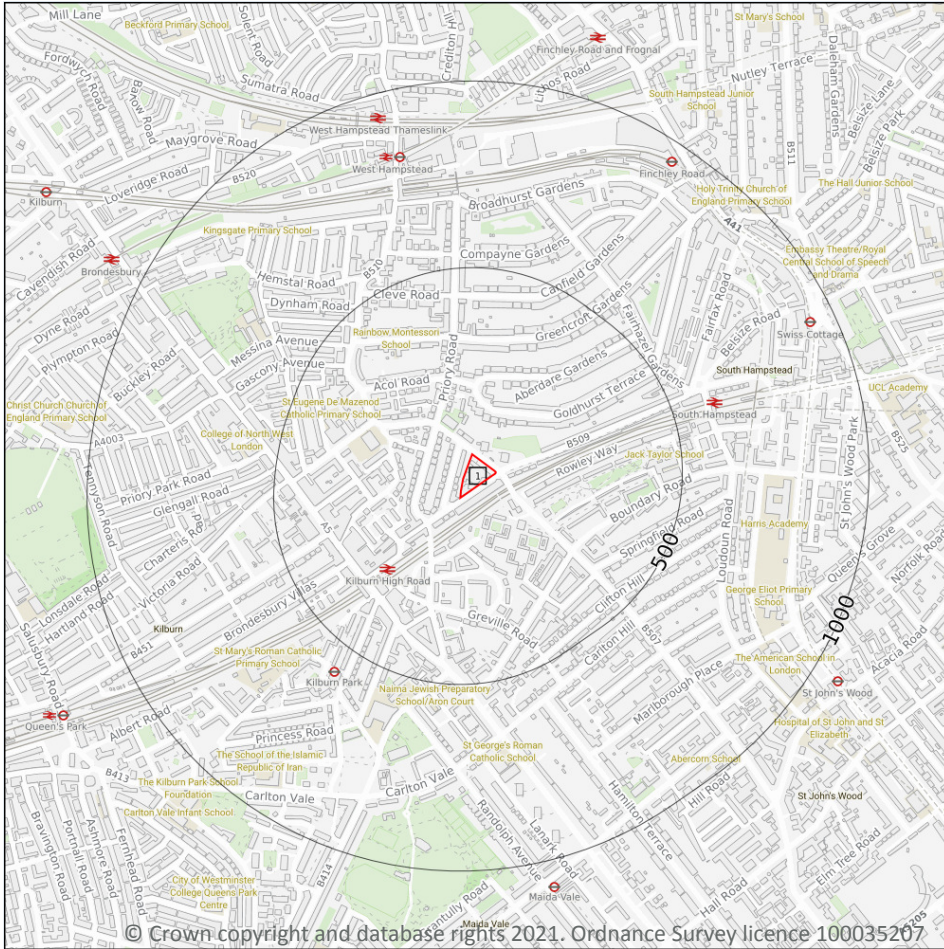 Mill Lane
Beckford Primary School
Solent Road
Crediton Hill
St Mary's School
Fordwych Road
Barlow Road
Sumatra Road
Lithos Road
Finchley Road and Frognal
Nutley Terrace
Daleham Gardens
Belsize Lane
South Hampstead Junior
School
West Hampstead Thameslink
Maygrove Road
B511
Belsize Park
West Hampstead
B520
Loveridge Road
Finchley Road
Kilburn
Holy Trinity Church of
England Primary School
The Hall Junior School
Broadhurst Gardens
A41
Kingsgate Primary School
Cavendish Road
Brondesbury
B510
Compayne Gardens
Canfield Gardens
Embassy Theatre/Royal
Central School of Speech
and Drama
Hemstal Road
Cleve Road
Dynham Road
Dyne Road
Fairfax Road
Belsize Road
Swiss Cottage
Rainbow Montessori
School
Greencroft Gardens
Fairhazel Gardens
Plympton Road
Messina Avenue
Priory Road
Buckley Road
Gascony Avenue
Aberdare Gardens
South Hampstead
Acol Road
Goldhurst Terrace
UCL Academy
Christ Church Church of
England Primary School
St Eugene De Mazenod
Catholic Primary School
South Hampstead
A4003
College of North West
London
B509
B525
Rowley Way
Jack Taylor School
Tennyson Road
1
Priory Park Road
A5
Glengall Road
Boundary Road
St John's Wood Park
Springfield Road
Harris Academy
Charteris Road
Loudoun Road
Queen's Grove
500
Norfolk Road
Victoria Road
Kilburn High Road
Clifton Hill
George Eliot Primary
School
Lonsdale Road
Hartland Road
Brondesbury Villas
Greville Road
1000
Salusbury Road
Kilburn
Carlton Hill
B507
B451
Acacia Road
St Mary's Roman Catholic
Primary School
The American School in
London
Kilburn Park
Marlborough Place
St John's Wood
Naima Jewish Preparatory
School/Aron Court
Queen's Park
Albert Road
Hospital of St John and St
Elizabeth
Princess Road
St George's Roman
Catholic School
Abercorn School
The School of the Islamic
Republic of Iran
B413
The Kilburn Park School
Foundation
Carlton Vale
Carlton Vale
Hill Road
St John's Wood
Carlton Vale Infant School
Hamilton Terrace
Randolph Avenue
Lanark Road
Bravington Road
Portnall Road
Ashmore Road
Fernhead Road
B414
Elm Tree Road
City of Westminster
College Queens Park
Centre
Maida Vale
Hall Road
Maida Vale
A5205
© Crown copyright and database rights 2021. Ordnance Survey licence 100035207.